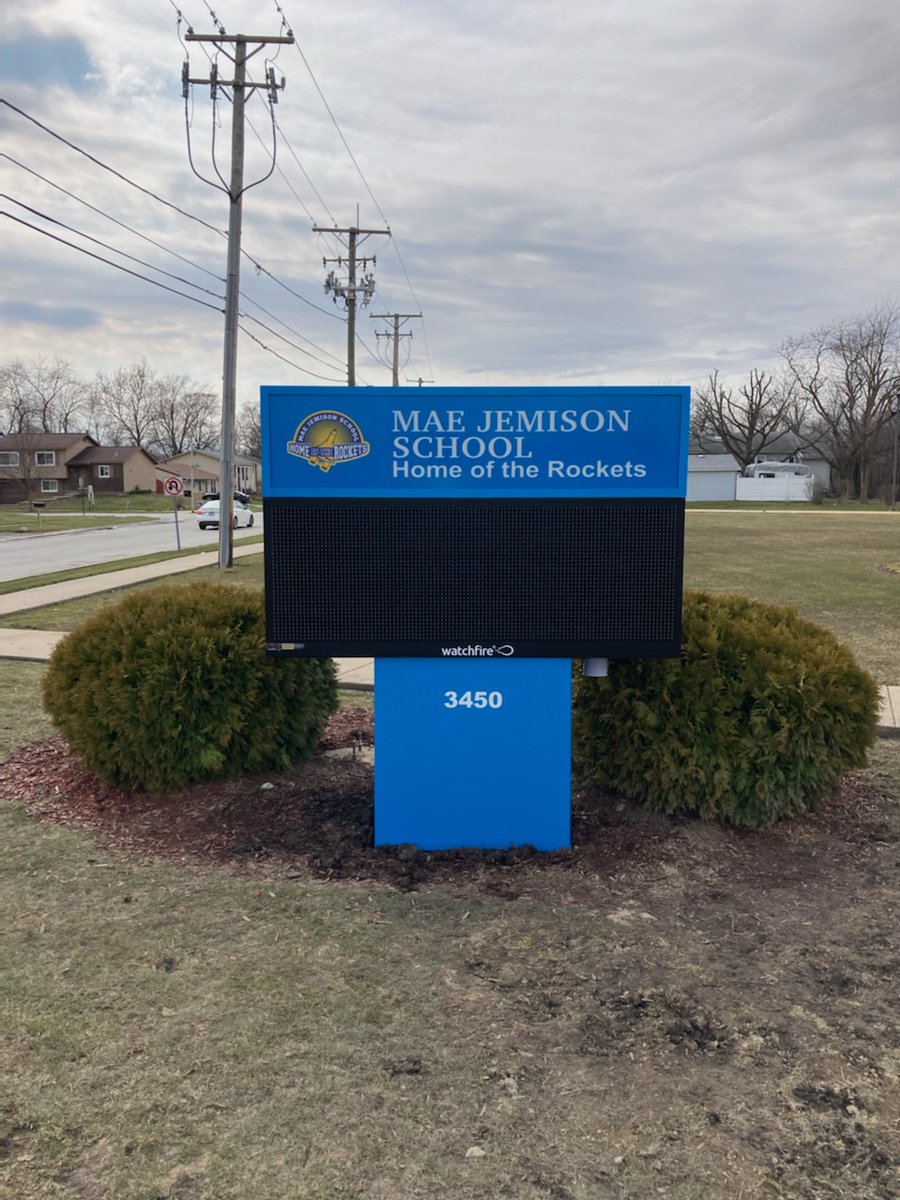 MAE JEMISON SCHOOL
HOME OF THE ROCKETS
MAE JEMISON
SCHOOL
Home of the Rockets
watchfire
3450